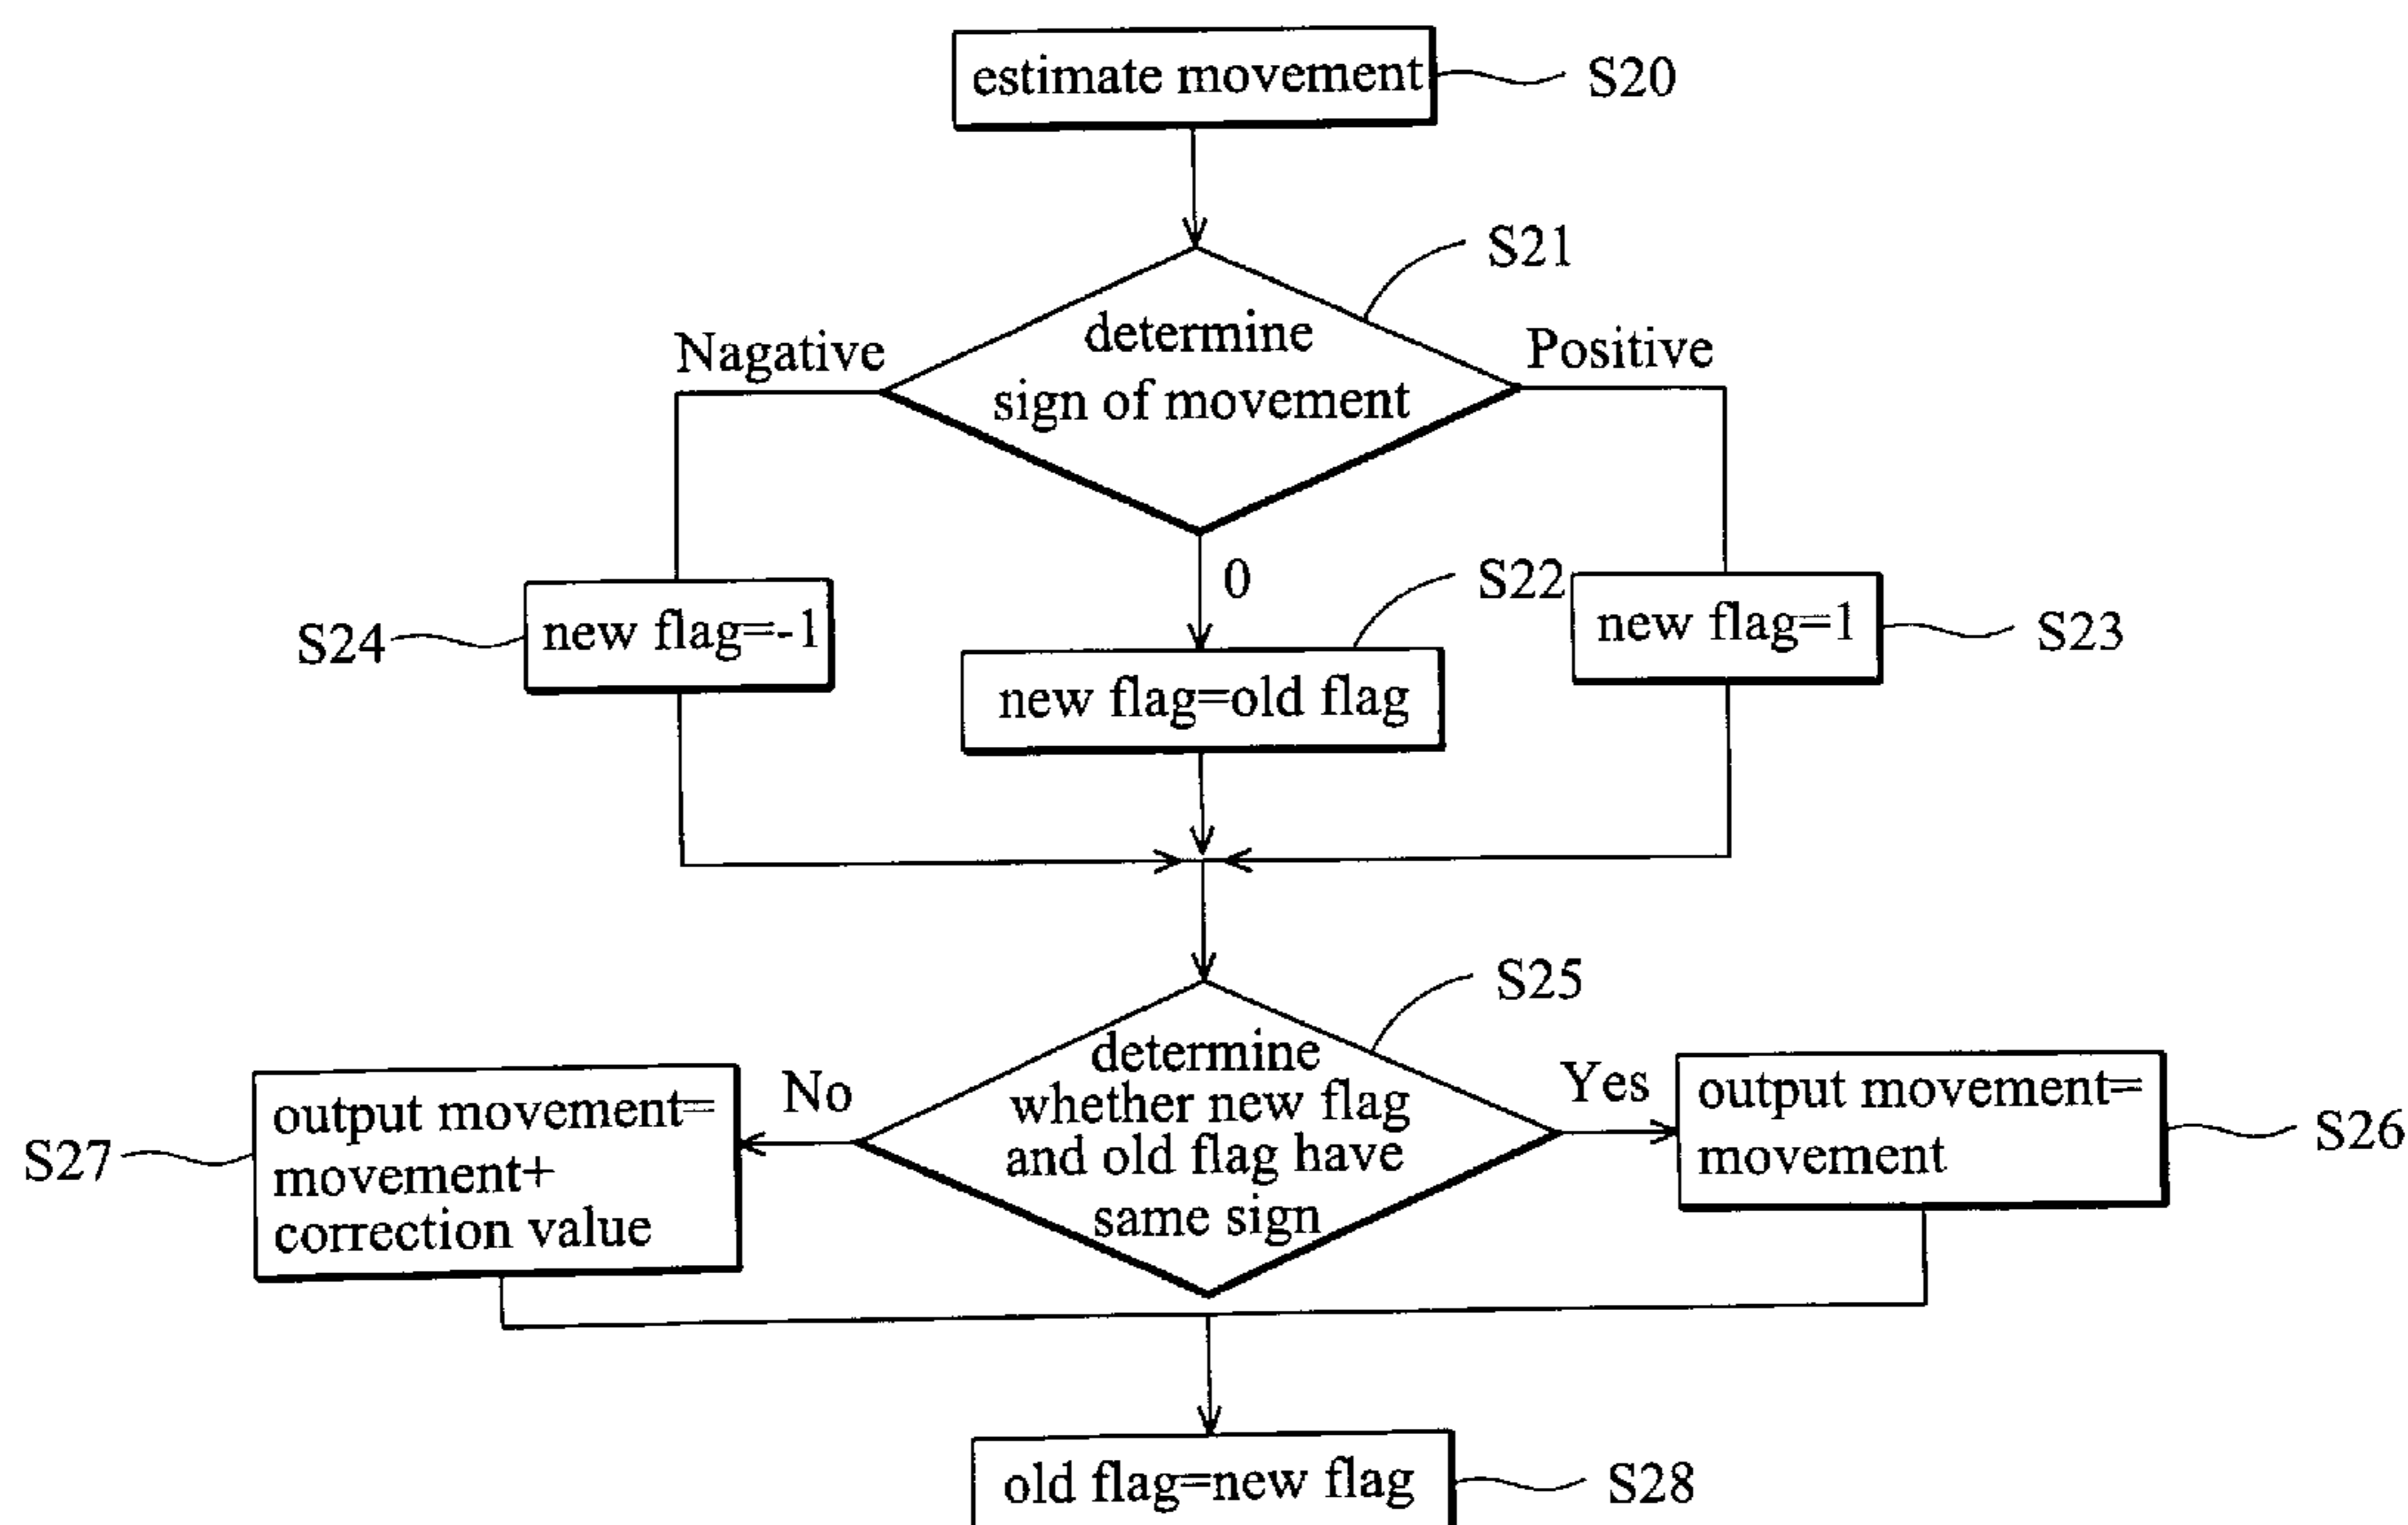 estimate movement
S20
S21
determine
sign of movement
Nagative
Positive
0
S22
new flag=-1
S24
new flag=old flag
new flag=1
S23
S25
determine
whether new flag
and old flag have
same sign
No
Yes
output movement=
movement+
correction value
S27
output movement=
movement
S26
old flag=new flag
S28